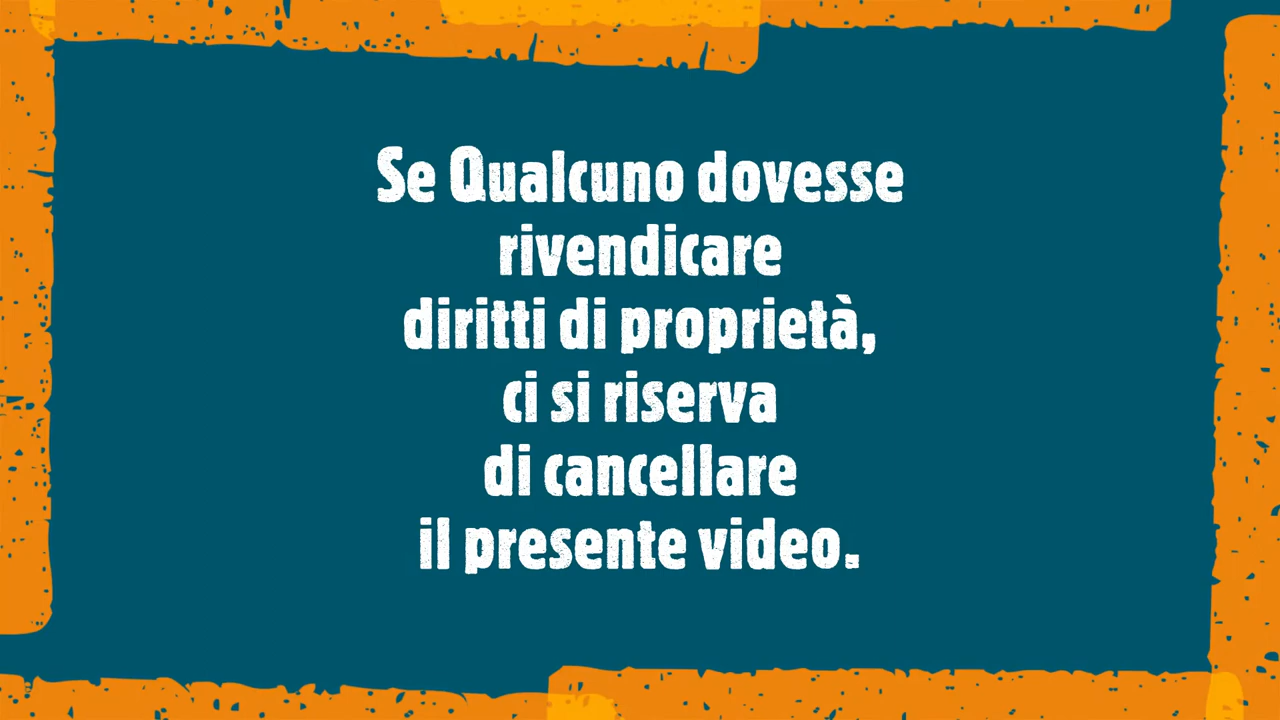 Se Qualcuno dovesse
rivendicare
diritti di proprietà,
ci si riserva
di cancellare
il presente video.